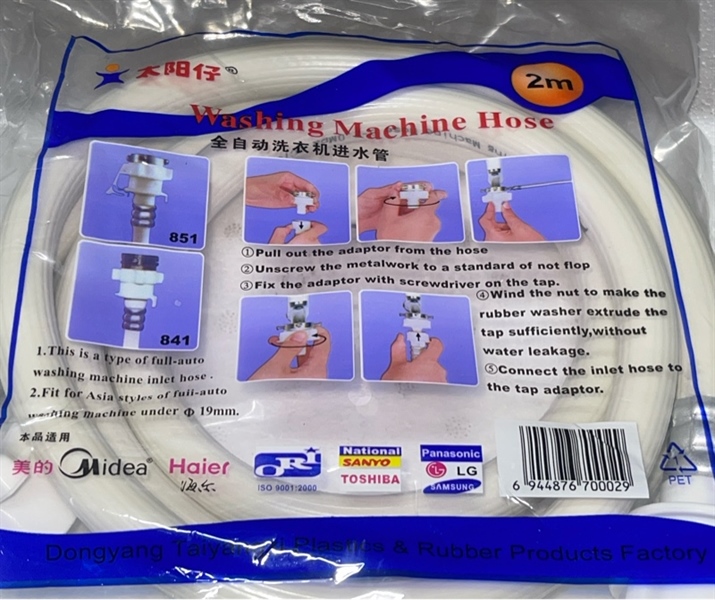 太阳仔®
2m
Washing Machine Hose
全自动洗衣机进水管
851
841
①Pull out the adaptor from the hose
②Unscrew the metalwork to a standard of not flop
③Fix the adaptor with screwdriver on the tap.
④Wind the nut to make the
rubber washer extrude the
tap sufficiently,without
water leakage.
⑤Connect the inlet hose to
the tap adaptor.
1.This is a type of full-auto
washing machine inlet hose .
2.Fit for Asia styles of full-auto
washing machine under Φ 19mm.
本品适用
美的 Midea® Haier
海尔
ISO 9001:2000
National
SANYO
TOSHIBA
Panasonic
LG
SAMSUNG
6 944876 700029
PET
Dongyang Plastics & Rubber Products Factory